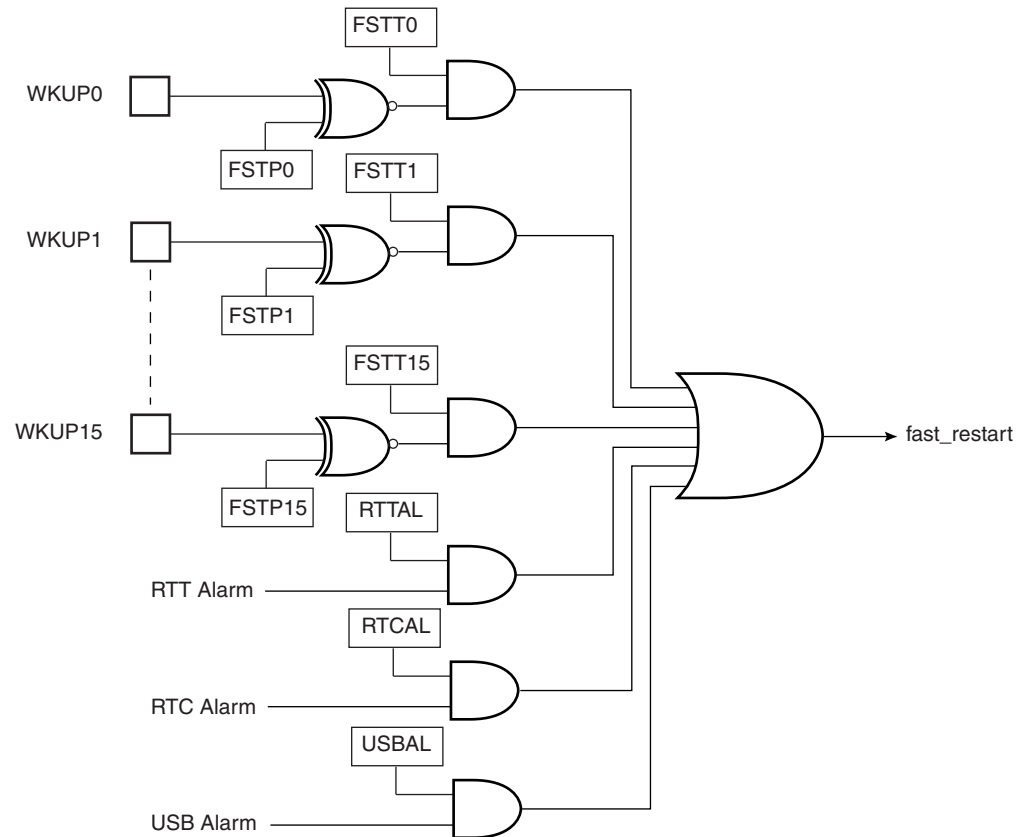 FSTT0
WKUP0
FSTP0
FSTT1
WKUP1
FSTP1
FSTT15
WKUP15
fast_restart
FSTP15
RTTAL
RTT Alarm
RTCAL
RTC Alarm
USBAL
USB Alarm